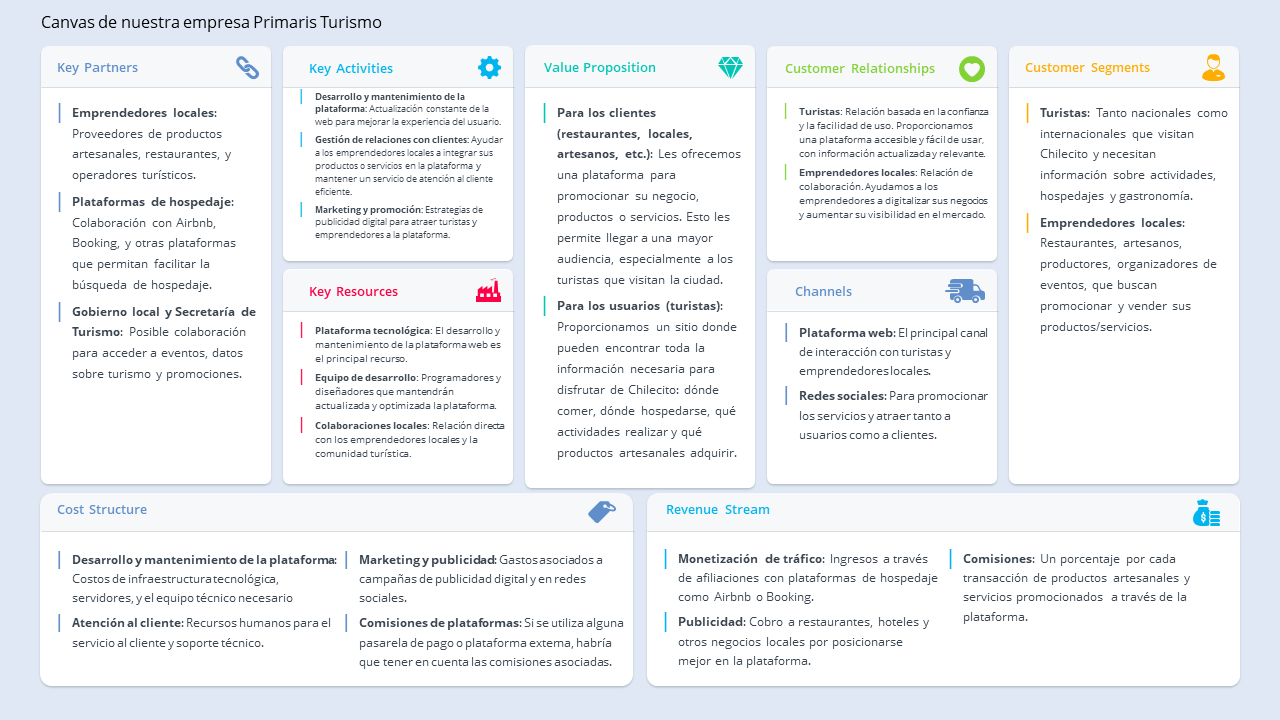 Canvas de nuestra empresa Primaris Turismo
Key Partners
Emprendedores locales:
Proveedores de productos
artesanales, restaurantes, y
operadores turísticos.
Plataformas de hospedaje:
Colaboración con Airbnb,
Booking, y otras plataformas
que permitan facilitar la
búsqueda de hospedaje.
Gobierno local y Secretaría de
Turismo: Posible colaboración
para acceder a eventos, datos
sobre turismo y promociones.
Key Activities
Desarrollo y mantenimiento de la
plataforma: Actualización constante de la
web para mejorar la experiencia del usuario.
Gestión de relaciones con clientes: Ayudar
a los emprendedores locales a integrar sus
productos o servicios en la plataforma y
mantener un servicio de atención al cliente
eficiente.
Marketing y promoción: Estrategias de
publicidad digital para atraer turistas y
emprendedores a la plataforma.
Key Resources
Plataforma tecnológica: El desarrollo y
mantenimiento de la plataforma web es
el principal recurso.
Equipo de desarrollo: Programadores y
diseñadores que mantendrán
actualizada y optimizada la plataforma.
Colaboraciones locales: Relación directa
con los emprendedores locales y la
comunidad turística.
Value Proposition
Para los clientes
(restaurantes, locales,
artesanos, etc.): Les ofrecemos
una plataforma para
promocionar su negocio,
productos o servicios. Esto les
permite llegar a una mayor
audiencia, especialmente a los
turistas que visitan la ciudad.
Para los usuarios (turistas):
Proporcionamos un sitio donde
pueden encontrar toda la
información necesaria para
disfrutar de Chilecito: dónde
comer, dónde hospedarse, qué
actividades realizar y qué
productos artesanales adquirir.
Customer Relationships
Turistas: Relación basada en la confianza
y la facilidad de uso. Proporcionamos
una plataforma accesible y fácil de usar,
con información actualizada y relevante.
Emprendedores locales: Relación de
colaboración. Ayudamos a los
emprendedores a digitalizar sus negocios
y aumentar su visibilidad en el mercado.
Channels
Plataforma web: El principal canal
de interacción con turistas y
emprendedores locales.
Redes sociales: Para promocionar
los servicios y atraer tanto a
usuarios como a clientes.
Customer Segments
Turistas: Tanto nacionales como
internacionales que visitan
Chilecito y necesitan
información sobre actividades,
hospedajes y gastronomía.
Emprendedores locales:
Restaurantes, artesanos,
productores, organizadores de
eventos, que buscan
promocionar y vender sus
productos/servicios.
Cost Structure
Desarrollo y mantenimiento de la plataforma:
Costos de infraestructura tecnológica,
servidores, y el equipo técnico necesario
Atención al cliente: Recursos humanos para el
servicio al cliente y soporte técnico.
Marketing y publicidad: Gastos asociados a
campañas de publicidad digital y en redes
sociales.
Comisiones de plataformas: Si se utiliza alguna
pasarela de pago o plataforma externa, habría
que tener en cuenta las comisiones asociadas.
Revenue Stream
Monetización de tráfico: Ingresos a través
de afiliaciones con plataformas de hospedaje
como Airbnb o Booking.
Publicidad: Cobro a restaurantes, hoteles y
otros negocios locales por posicionarse
mejor en la plataforma.
Comisiones: Un porcentaje por cada
transacción de productos artesanales y
servicios promocionados a través de la
plataforma.